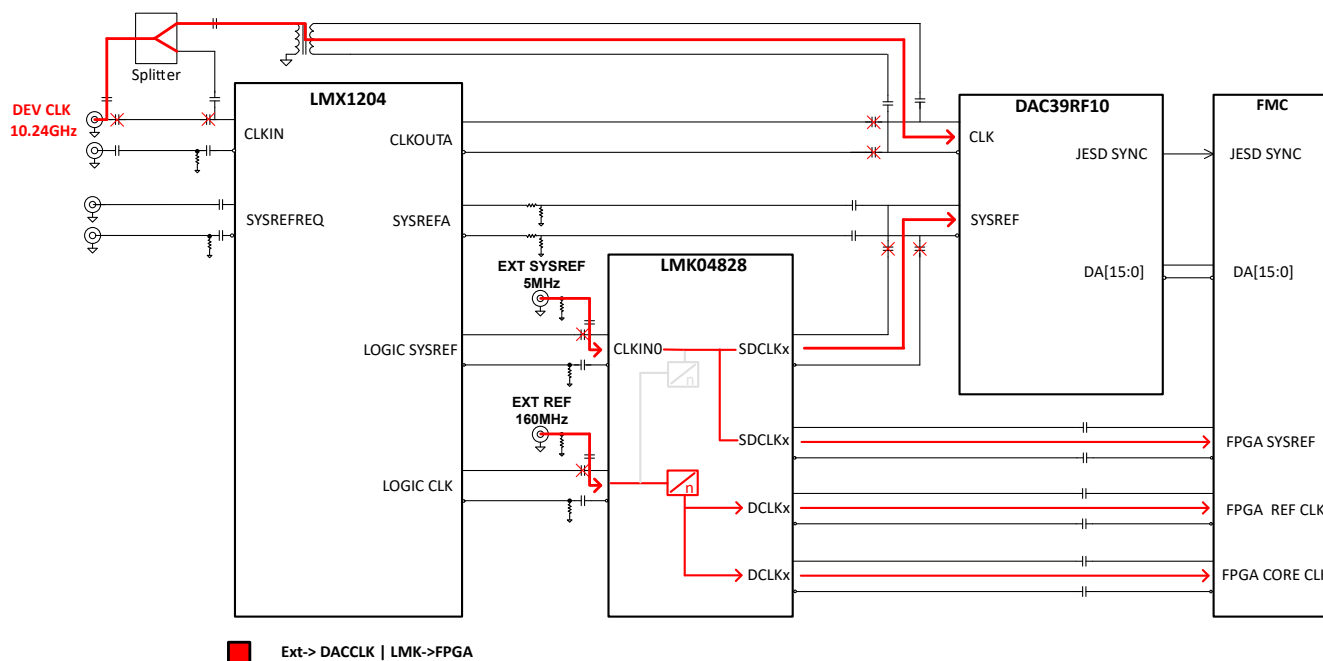 Splitter
DEV CLK
10.24GHz
LMX1204
CLKIN
CLKOUTA
SYSREFREQ
SYSREFA
LOGIC SYSREF
LOGIC CLK
EXT SYSREF
5MHz
EXT REF
160MHz
LMK04828
CLKIN0
n
SDCLKx
SDCLKx
n
DCLKx
DCLKx
DAC39RF10
CLK
JESD SYNC
SYSREF
DA[15:0]
FMC
JESD SYNC
DA[15:0]
FPGA SYSREF
FPGA REF CLK
FPGA CORE CLK
Ext-> DACCLK | LMK->FPGA